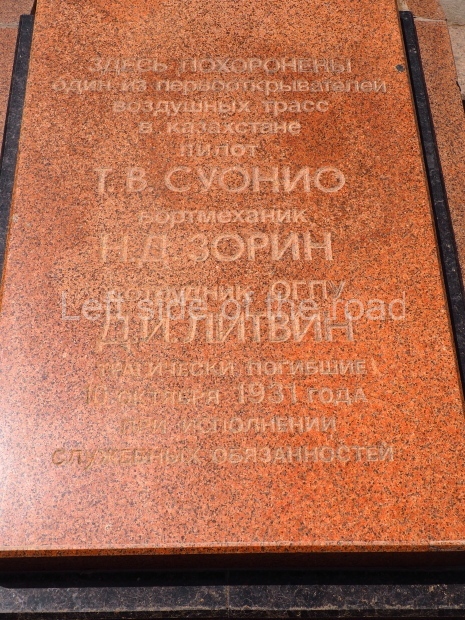 ЗДЕСЬ ПОХОРОНЕНЫ
один из первооткрывателей
воздушных трасс
в казахстане
пилот
Т.В. СУОНИО
бортмеханик
Н.Д. ЗОРИН
сотрудник ОГПУ
Left side of the road
Д.И. ЛИТВИН
ТРАГИЧЕСКИ ПОГИБШИЕ
10 ОКТЯБРЯ 1931 ГОДА
ПРИ ИСПОЛНЕНИИ
СЛУЖЕБНЫХ ОБЯЗАННОСТЕЙ